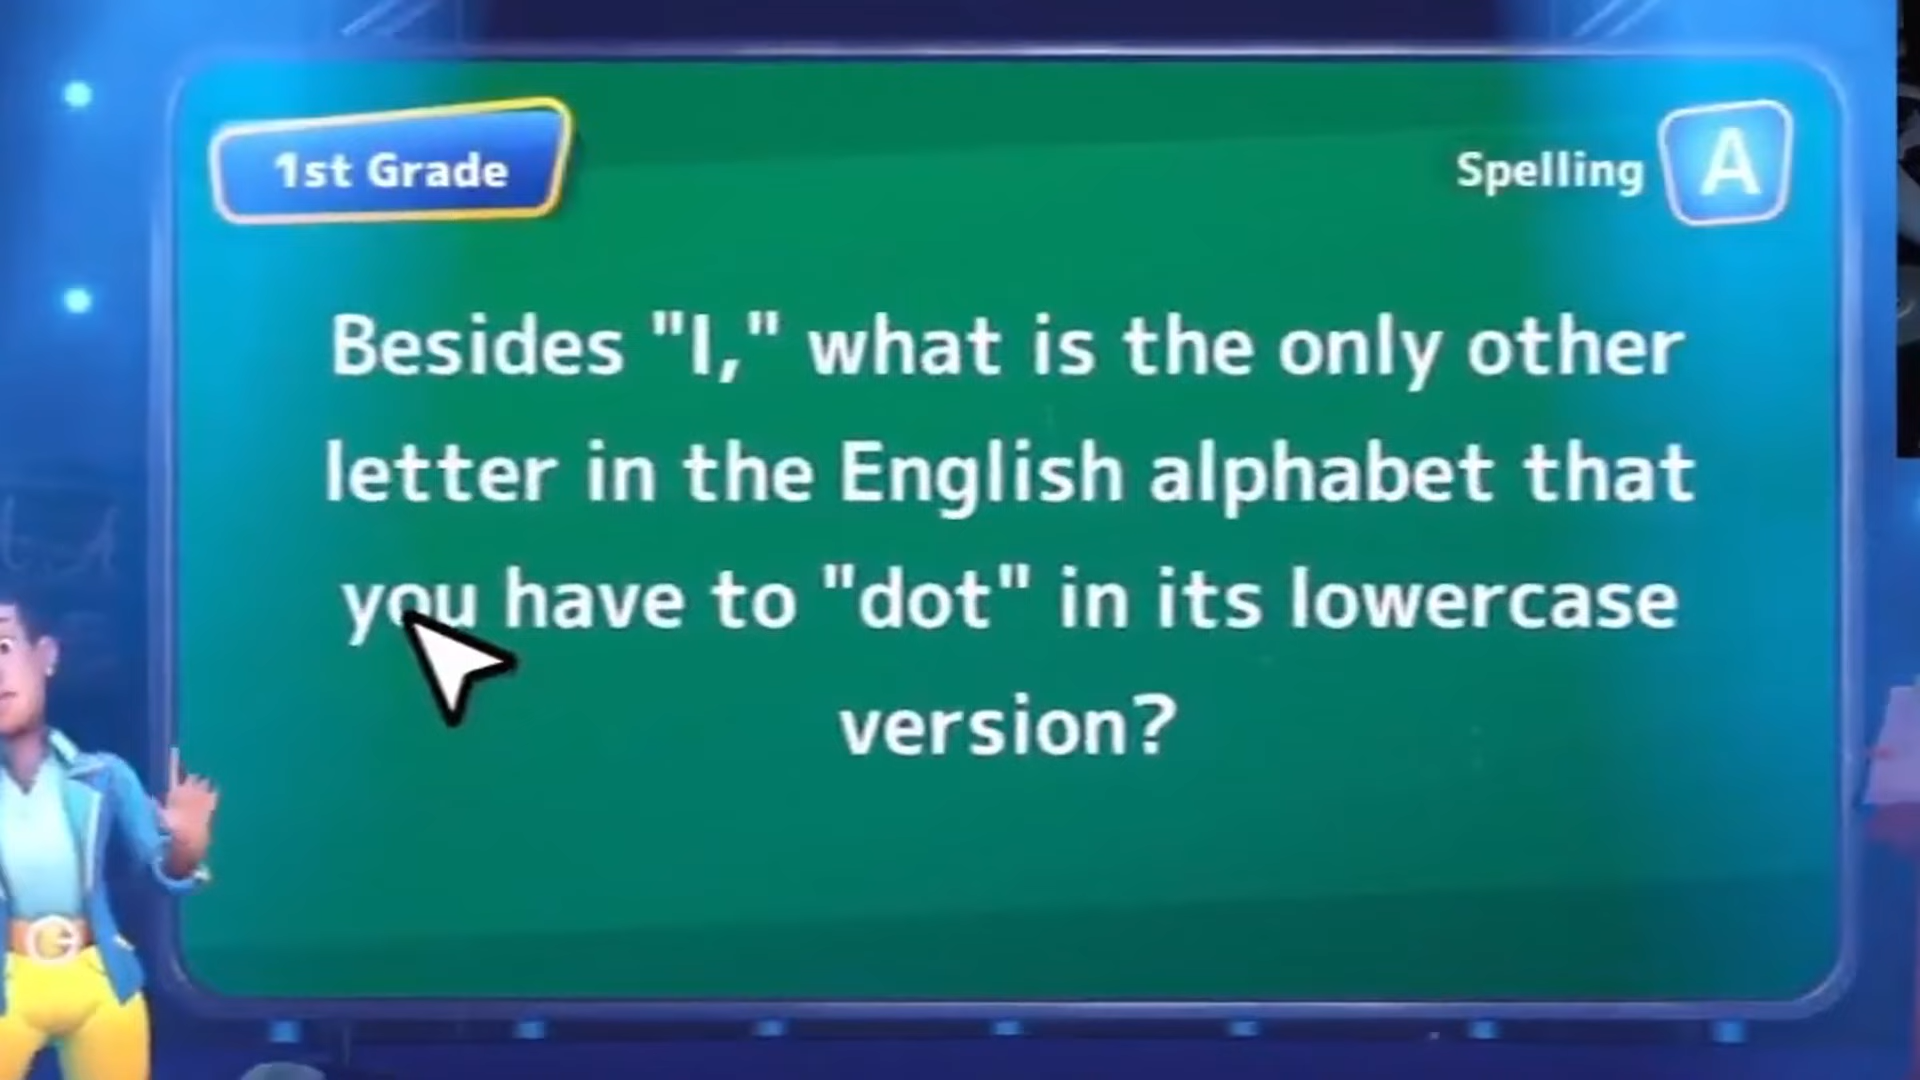 1st Grade
Spelling A
Besides "I," what is the only other
letter in the English alphabet that
you have to "dot" in its lowercase
version?